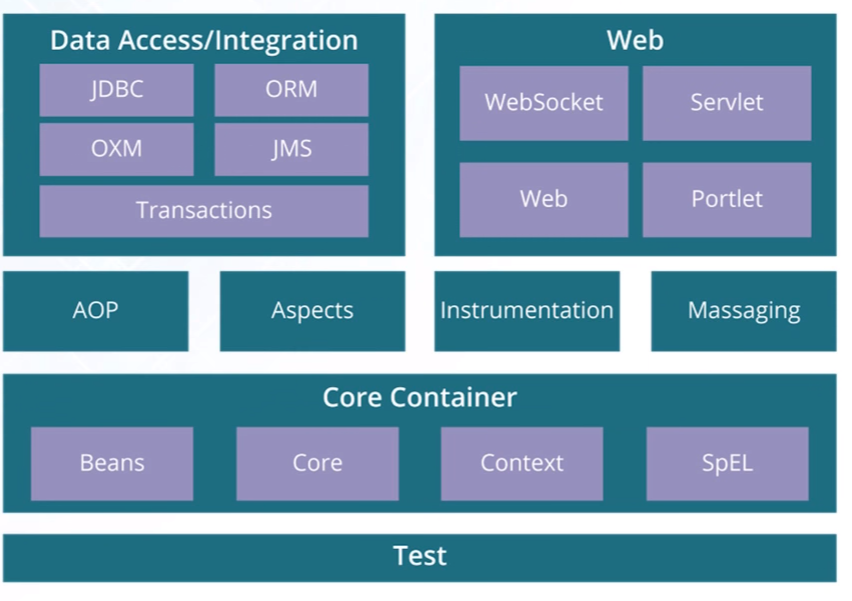 Data Access/Integration
JDBC
ORM
OXM
JMS
Transactions
Web
WebSocket
Servlet
Web
Portlet
AOP
Aspects
Instrumentation
Massaging
Core Container
Beans
Core
Context
SpEL
Test